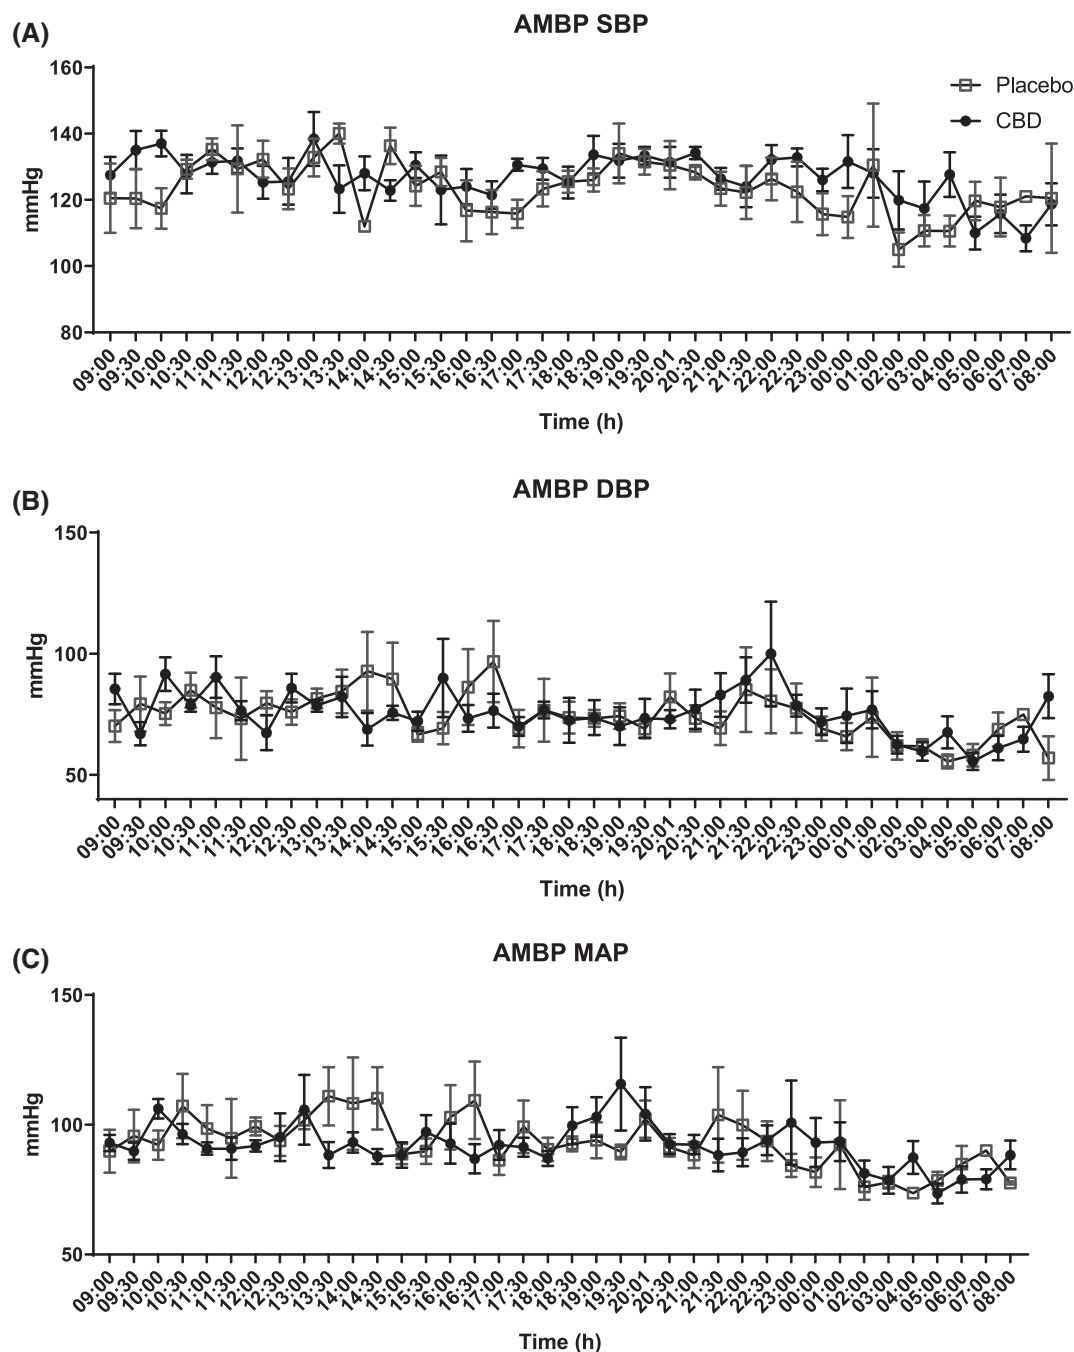 (A)
AMBP SBP
160
140
120
100
80
mmHg
Placebo
CBD
09:00 09:30 10:00 10:30 11:00 11:30 12:00 12:30 13:00 13:30 14:00 14:30 15:00 15:30 16:00 16:30 17:00 17:30 18:00 18:30 19:00 19:30 20:01 20:30 21:00 21:30 22:00 22:30 23:00 00:00 01:00 02:00 03:00 04:00 05:00 06:00 07:00 08:00
Time (h)
(B)
AMBP DBP
150
100
50
mmHg
09:00 09:30 10:00 10:30 11:00 11:30 12:00 12:30 13:00 13:30 14:00 14:30 15:00 15:30 16:00 16:30 17:00 17:30 18:00 18:30 19:00 19:30 20:01 20:30 21:00 21:30 22:00 22:30 23:00 00:00 01:00 02:00 03:00 04:00 05:00 06:00 07:00 08:00
Time (h)
(C)
AMBP MAP
150
100
50
mmHg
09:00 09:30 10:00 10:30 11:00 11:30 12:00 12:30 13:00 13:30 14:00 14:30 15:00 15:30 16:00 16:30 17:00 17:30 18:00 18:30 19:00 19:30 20:01 20:30 21:00 21:30 22:00 22:30 23:00 00:00 01:00 02:00 03:00 04:00 05:00 06:00 07:00 08:00
Time (h)